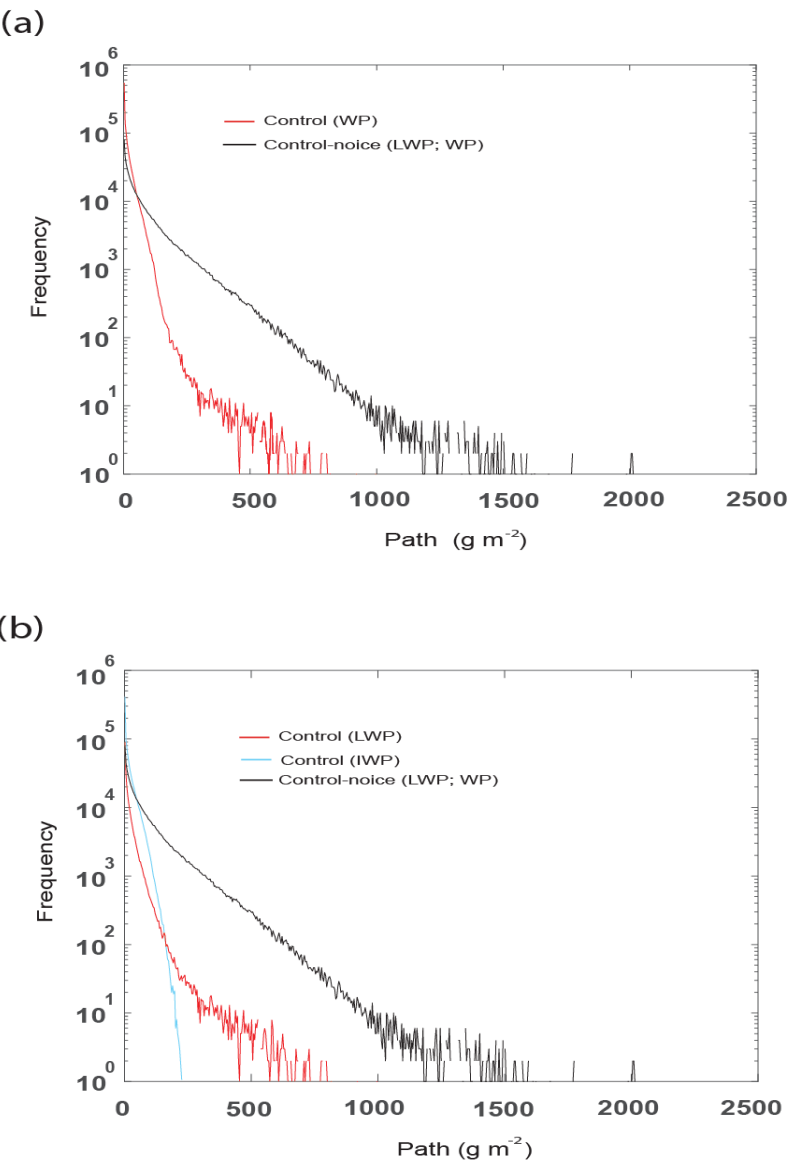 (a)
10^6
10^5
10^4
10^3
10^2
10^1
10^0
Frequency
Control (WP)
Control-noice (LWP; WP)
0 500 1000 1500 2000 2500
Path (g m^-2)
(b)
10^6
10^5
10^4
10^3
10^2
10^1
10^0
Frequency
Control (LWP)
Control (IWP)
Control-noice (LWP; WP)
0 500 1000 1500 2000 2500
Path (g m^-2)